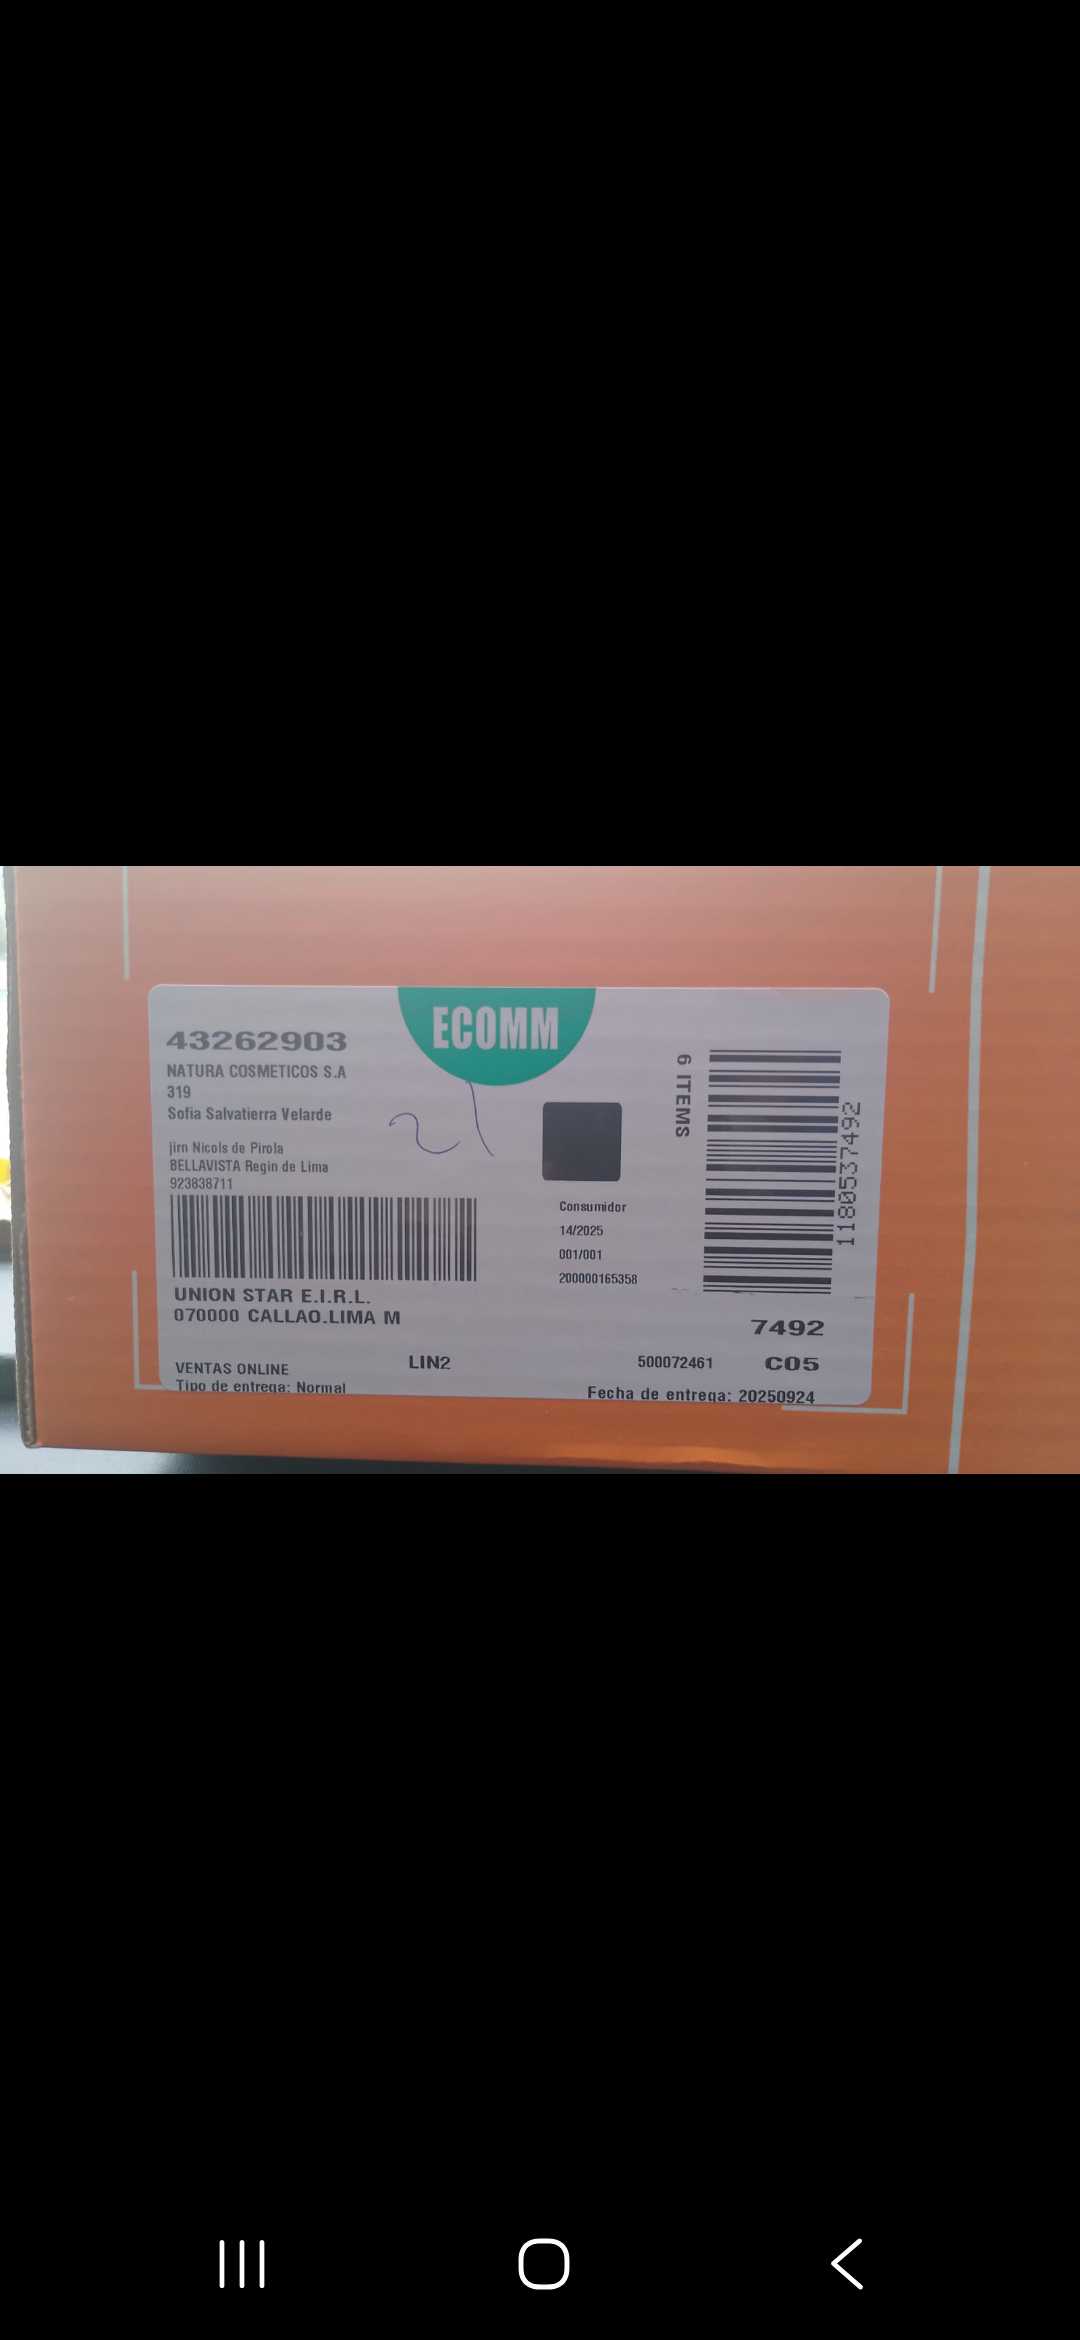 ECOMM
43262903
NATURA COSMETICOS S.A
319
Sofia Salvatierra Velarde
jirn Nicols de Pirola
BELLAVISTA Regin de Lima
923838711
UNION STAR E.I.R.L.
070000 CALLAO.LIMA M
VENTAS ONLINE
Tipo de entrega: Normal
LIN2
21
Consumidor
14/2025
001/001
200000165358
6 ITEMS
1180537492
7492
500072461 C05
Fecha de entrega: 20250924